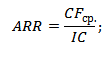 ARR = CFср. / IC;